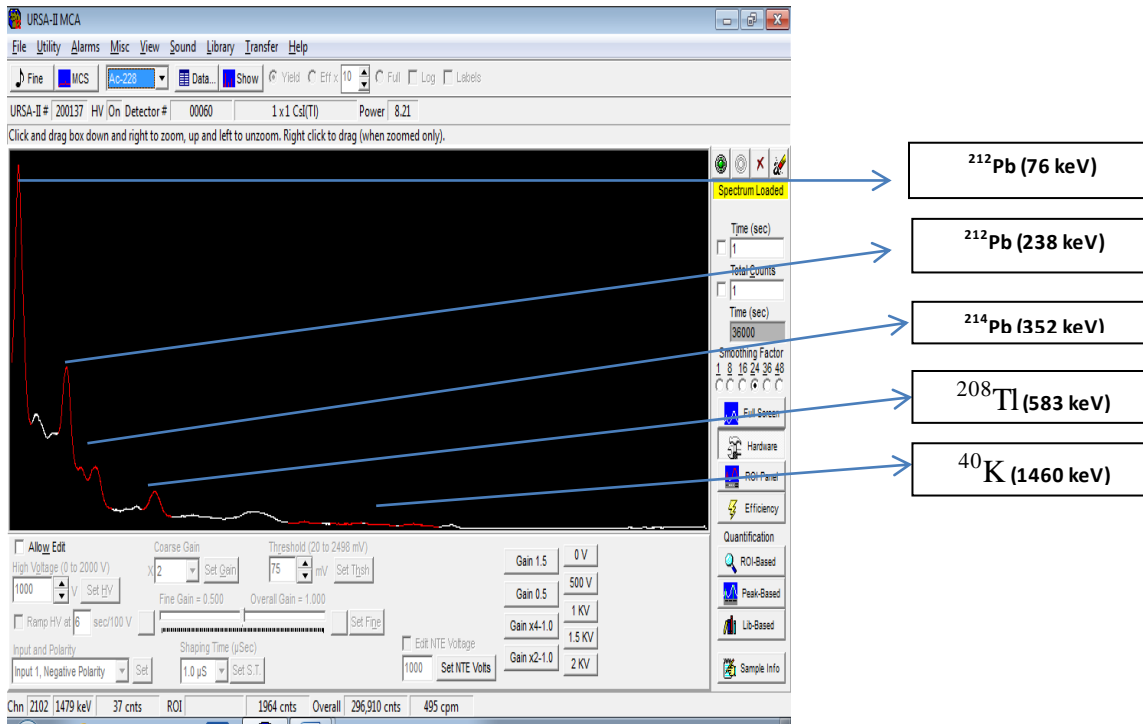 URSA-II MCA
File Utility Alarms Misc View Sound Library Transfer Help
Fine MCS Ac-228 Data... Show Yield Eff x 10 Full Log Labels
URSA-II # 200137 HV On Detector # 00060 1 x 1 CsI(Tl) Power 8.21
Click and drag box down and right to zoom, up and left to unzoom. Right click to drag (when zoomed only).
Spectrum Loaded
Time (sec)
1
Total Counts
1
Time (sec)
36000
Smoothing Factor
1 8 16 24 36 48
Full Screen
Hardware
ROI Panel
Efficiency
Quantification
ROI-Based
Peak-Based
Lib-Based
Sample Info
²¹²Pb (76 keV)
²¹²Pb (238 keV)
²¹⁴Pb (352 keV)
²⁰⁸Tl (583 keV)
⁴⁰K (1460 keV)
Allow Edit
High Voltage (0 to 2000 V)
1000 V Set HV
Ramp HV at 6 sec/100 V
Input and Polarity
Input 1, Negative Polarity Set
Coarse Gain
X 2 Set Gain
Fine Gain = 0.500 Overall Gain = 1.000
Set Fine
Shaping Time (µSec)
1.0 µS Set S.T.
Threshold (20 to 2498 mV)
75 mV Set Thsh
Edit NTE Voltage
1000 Set NTE Volts
Gain 1.5
Gain 0.5
Gain x4-1.0
Gain x2-1.0
0 V
500 V
1 KV
1.5 KV
2 KV
Chn 2102 1479 keV 37 cnts ROI 1964 cnts Overall 296,910 cnts 495 cpm